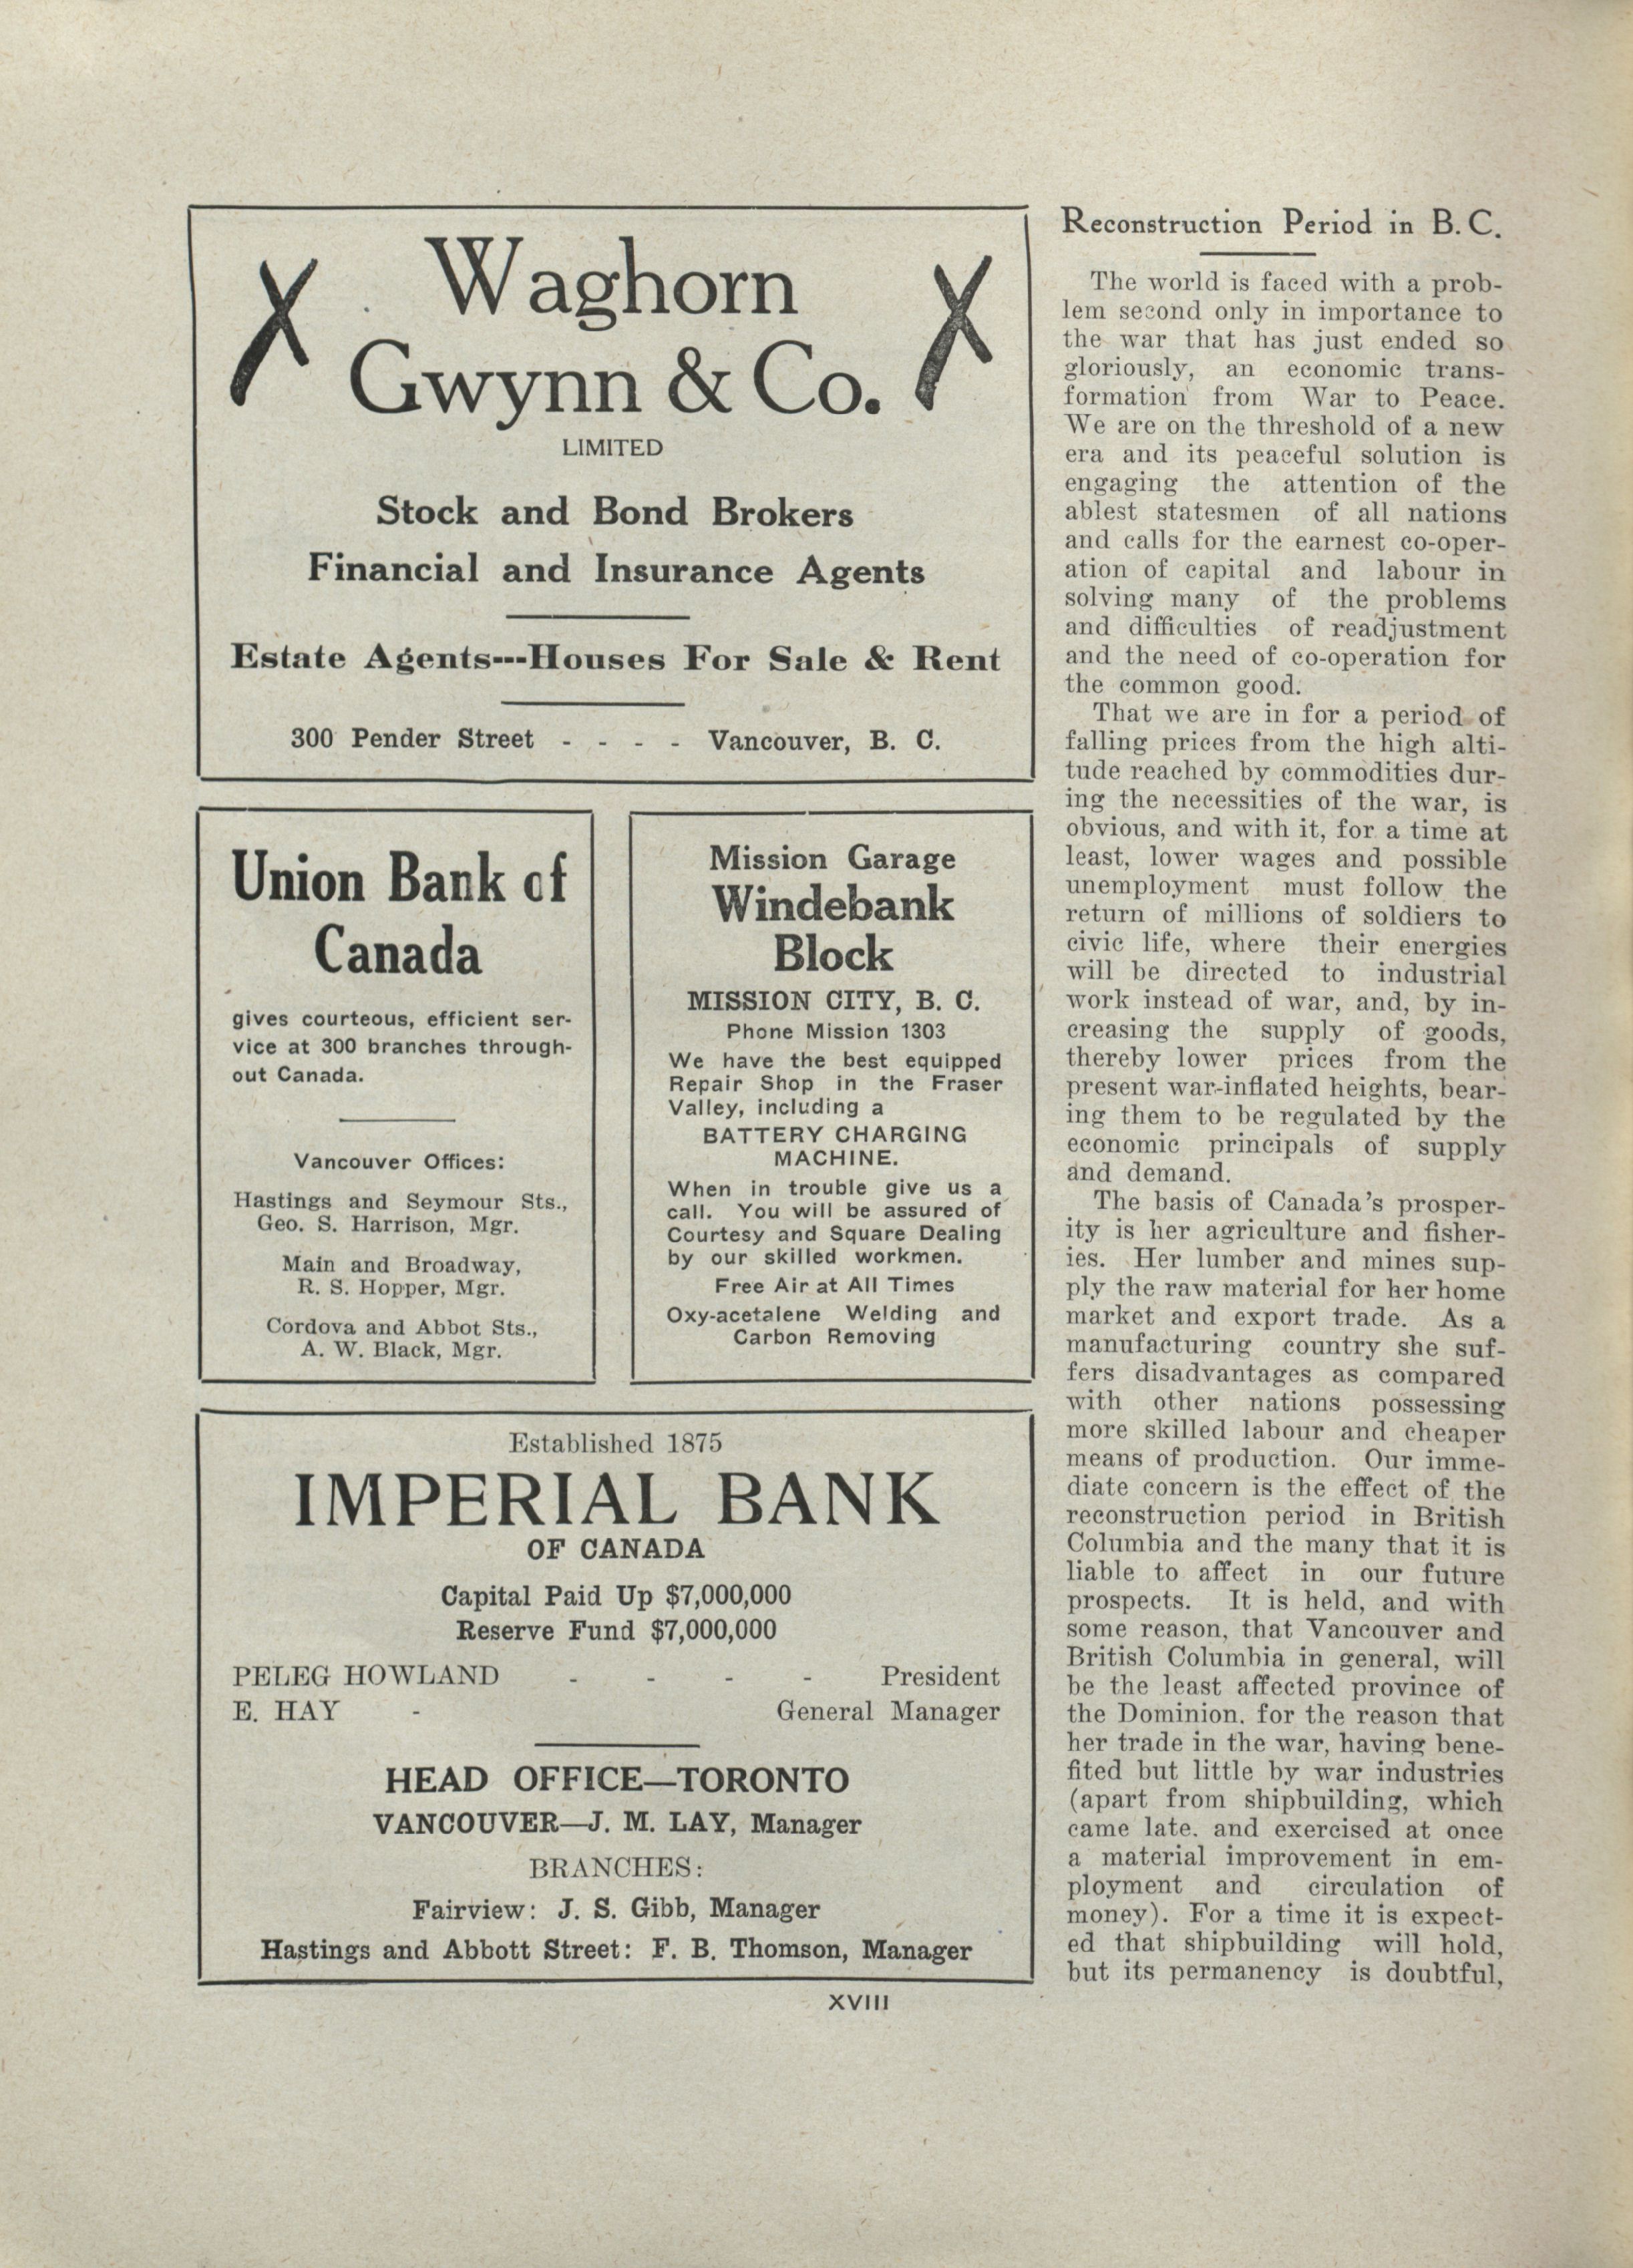 Waghorn
Gwynn & Co.
LIMITED
Stock and Bond Brokers
Financial and Insurance Agents
Estate Agents---Houses For Sale & Rent
300 Pender Street - - - - Vancouver, B. C.
Union Bank of
Canada
gives courteous, efficient ser-
vice at 300 branches through-
out Canada.
Vancouver Offices:
Hastings and Seymour Sts.,
Geo. S. Harrison, Mgr.
Main and Broadway,
R. S. Hopper, Mgr.
Cordova and Abbot Sts.,
A. W. Black, Mgr.
Mission Garage
Windebank
Block
MISSION CITY, B. C.
Phone Mission 1303
We have the best equipped
Repair Shop in the Fraser
Valley, including a
BATTERY CHARGING
MACHINE.
When in trouble give us a
call. You will be assured of
Courtesy and Square Dealing
by our skilled workmen.
Free Air at All Times
Oxy-acetalene Welding and
Carbon Removing
Established 1875
IMPERIAL BANK
OF CANADA
Capital Paid Up $7,000,000
Reserve Fund $7,000,000
PELEG HOWLAND - - - - President
E. HAY - General Manager
HEAD OFFICE—TORONTO
VANCOUVER—J. M. LAY, Manager
BRANCHES:
Fairview: J. S. Gibb, Manager
Hastings and Abbott Street: F. B. Thomson, Manager
Reconstruction Period in B. C.
The world is faced with a prob-
lem second only in importance to
the war that has just ended so
gloriously, an economic trans-
formation from War to Peace.
We are on the threshold of a new
era and its peaceful solution is
engaging the attention of the
ablest statesmen of all nations
and calls for the earnest co-oper-
ation of capital and labour in
solving many of the problems
and difficulties of readjustment
and the need of co-operation for
the common good.
That we are in for a period of
falling prices from the high alti-
tude reached by commodities dur-
ing the necessities of the war, is
obvious, and with it, for a time at
least, lower wages and possible
unemployment must follow the
return of millions of soldiers to
civic life, where their energies
will be directed to industrial
work instead of war, and, by in-
creasing the supply of goods,
thereby lower prices from the
present war-inflated heights, bear-
ing them to be regulated by the
economic principals of supply
and demand.
The basis of Canada's prosper-
ity is her agriculture and fisher-
ies. Her lumber and mines sup-
ply the raw material for her home
market and export trade. As a
manufacturing country she suf-
fers disadvantages as compared
with other nations possessing
more skilled labour and cheaper
means of production. Our imme-
diate concern is the effect of the
reconstruction period in British
Columbia and the many that it is
liable to affect in our future
prospects. It is held, and with
some reason, that Vancouver and
British Columbia in general, will
be the least affected province of
the Dominion. for the reason that
her trade in the war, having bene-
fited but little by war industries
(apart from shipbuilding, which
came late. and exercised at once
a material improvement in em-
ployment and circulation of
money). For a time it is expect-
ed that shipbuilding will hold,
but its permanency is doubtful,
XVIII